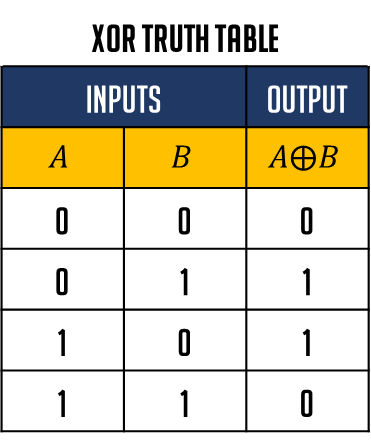 XOR TRUTH TABLE
INPUTS OUTPUT
A B A⊕B
0 0 0
0 1 1
1 0 1
1 1 0